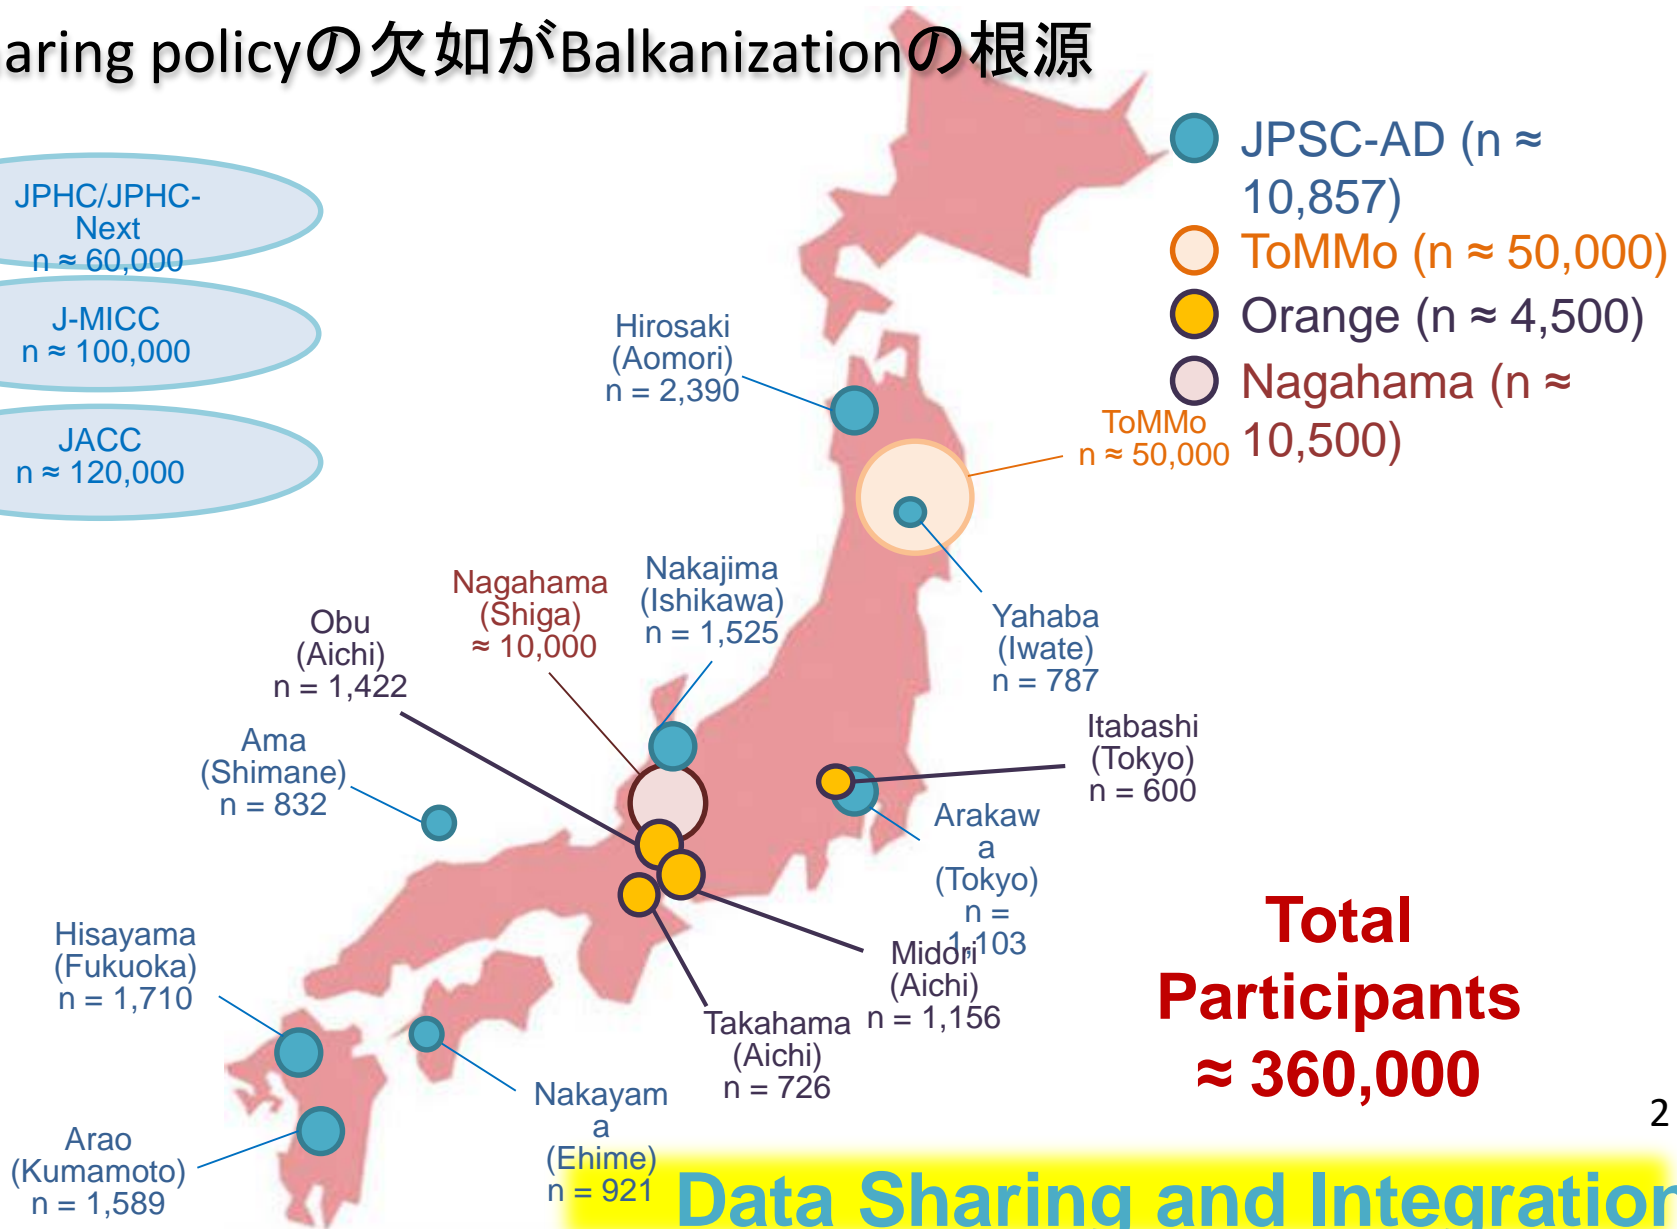 aring policyの欠如がBalkanizationの根源
JPHC/JPHC-
Next
n ≈ 60,000
J-MICC
n ≈ 100,000
JACC
n ≈ 120,000
JPSC-AD (n ≈
10,857)
ToMMo (n ≈ 50,000)
Orange (n ≈ 4,500)
Nagahama (n ≈
10,500)
Hirosaki
(Aomori)
n = 2,390
ToMMo
n ≈ 50,000
Nakajima
(Ishikawa)
n = 1,525
Nagahama
(Shiga)
≈ 10,000
Obu
(Aichi)
n = 1,422
Yahaba
(Iwate)
n = 787
Ama
(Shimane)
n = 832
Itabashi
(Tokyo)
n = 600
Arakaw
a
(Tokyo)
n =
1,103
Midori
(Aichi)
n = 1,156
Takahama
(Aichi)
n = 726
Hisayama
(Fukuoka)
n = 1,710
Nakayam
a
(Ehime)
n = 921
Arao
(Kumamoto)
n = 1,589
Total
Participants
≈ 360,000
2
Data Sharing and Integration